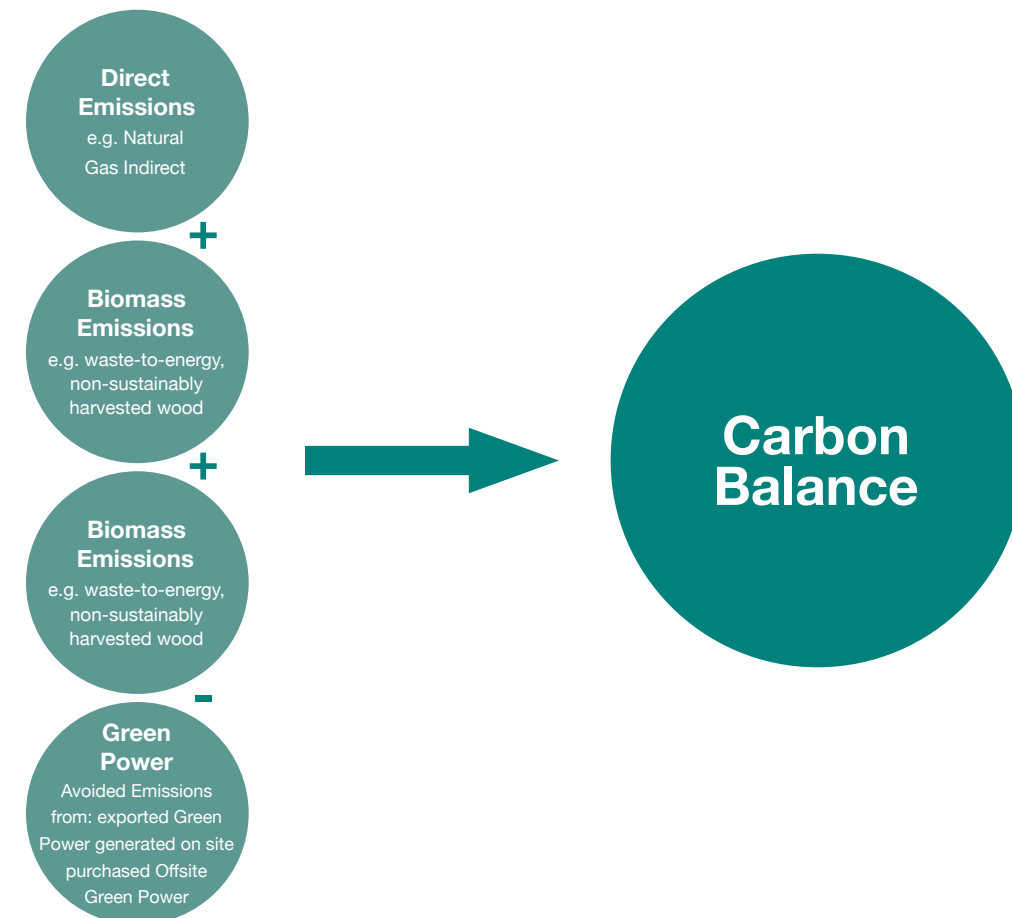 Direct
Emissions
e.g. Natural
Gas Indirect
+
Biomass
Emissions
e.g. waste-to-energy,
non-sustainably
harvested wood
+
Biomass
Emissions
e.g. waste-to-energy,
non-sustainably
harvested wood
-
Green
Power
Avoided Emissions
from: exported Green
Power generated on site
purchased Offsite
Green Power
Carbon
Balance